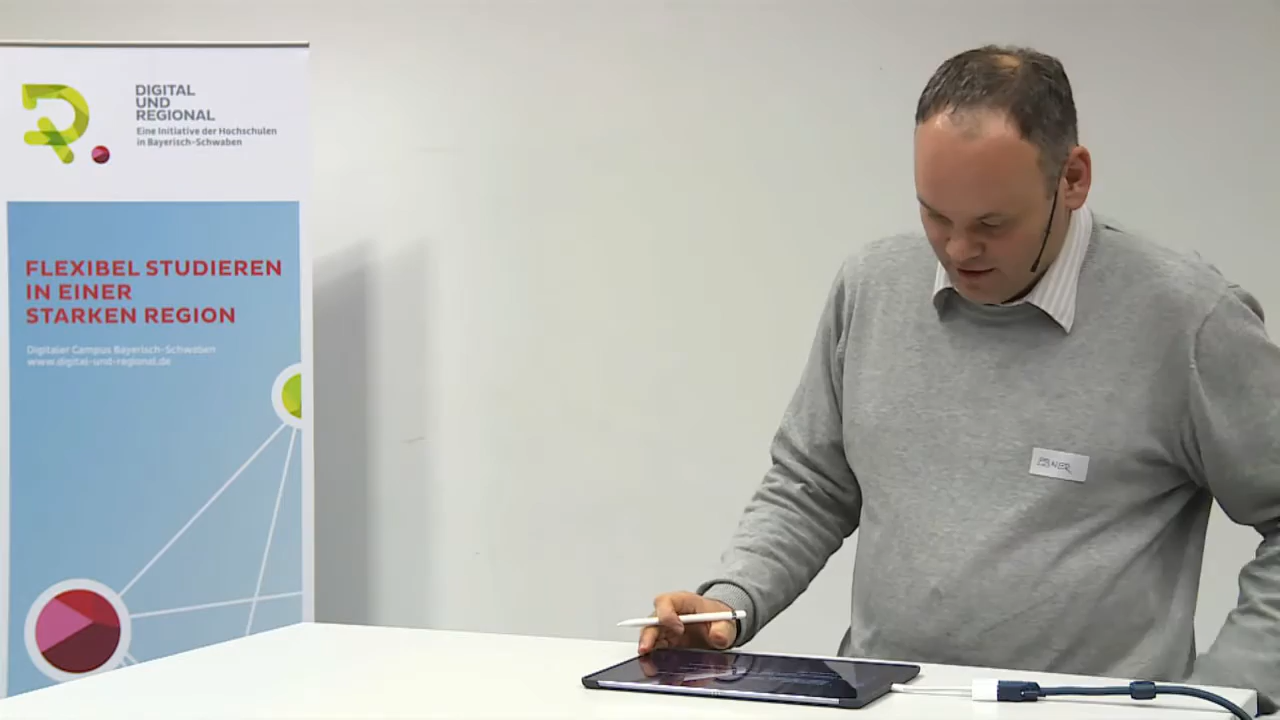 DIGITAL
UND
REGIONAL
Eine Initiative der Hochschulen
in Bayerisch-Schwaben
FLEXIBEL STUDIEREN
IN EINER
STARKEN REGION
Digitaler Campus Bayerisch-Schwaben
www.digital-und-regional.de
EBNER